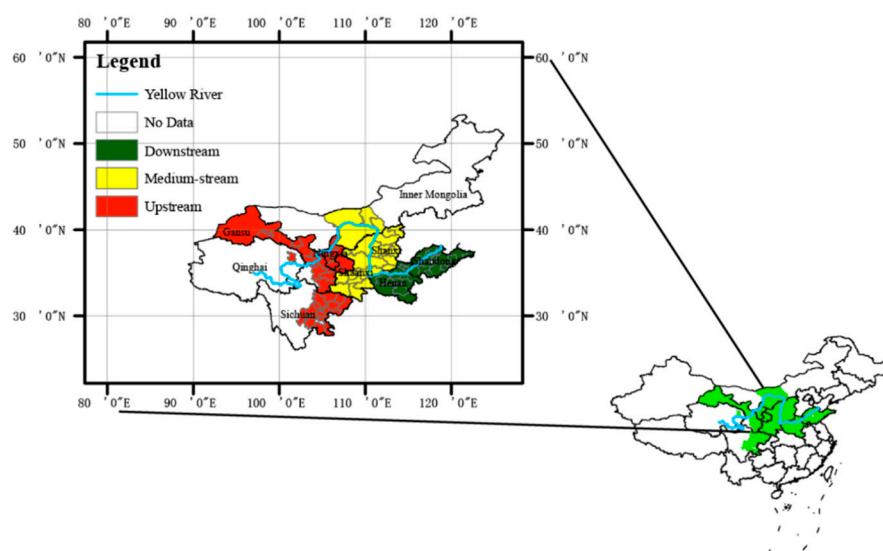 80 ′0″E 90 ′0″E 100 ′0″E 110 ′0″E 120 ′0″E
60 ′0″N 60 ′0″N
Legend
Yellow River
No Data
50 ′0″N 50 ′0″N
Downstream
Medium-stream
Inner Mongolia
Upstream
40 ′0″N 40 ′0″N
Gansu
Shanxi
Ningxia
Shandong
Qinghai
Shaanxi
Henan
30 ′0″N 30 ′0″N
Sichuan
80 ′0″E 90 ′0″E 100 ′0″E 110 ′0″E 120 ′0″E